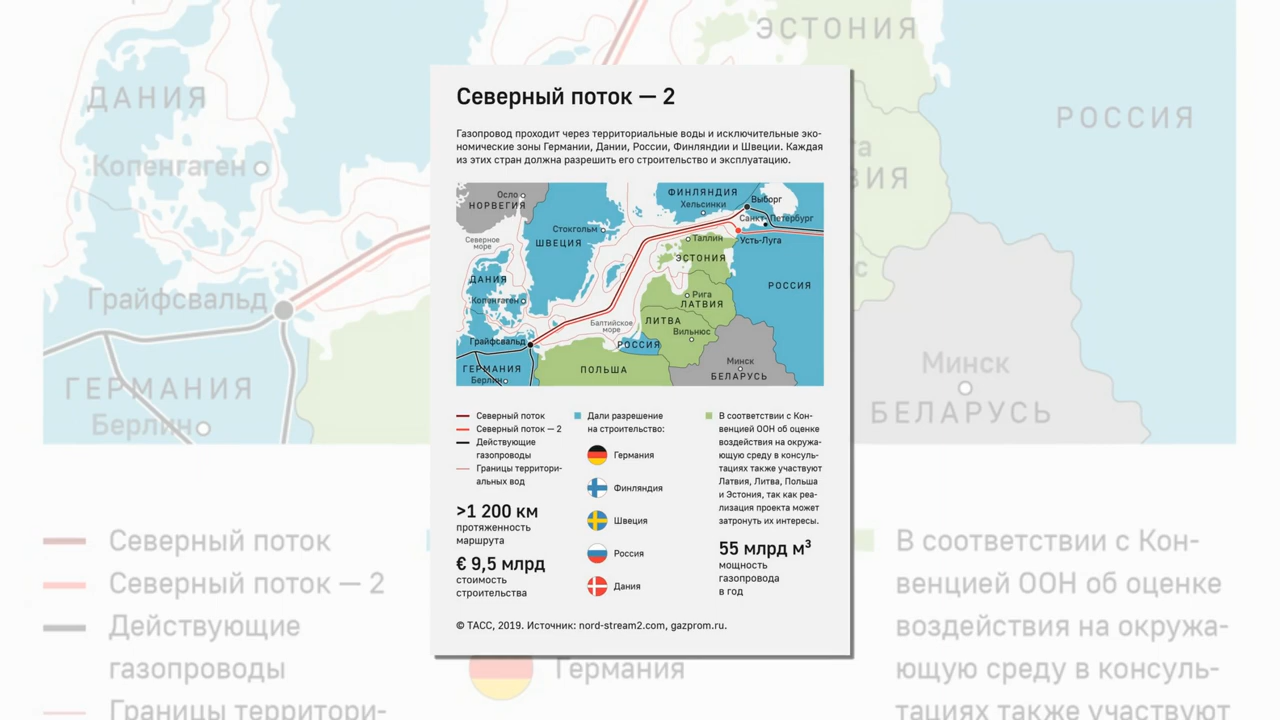 Северный поток — 2
Газопровод проходит через территориальные воды и исключительные эко-
номические зоны Германии, Дании, России, Финляндии и Швеции. Каждая
из этих стран должна разрешить его строительство и эксплуатацию.
ФИНЛЯНДИЯ
Осло
Хельсинки
Выборг
НОРВЕГИЯ
Санкт-Петербург
Стокгольм
Северное
море
ШВЕЦИЯ
Таллин
Усть-Луга
ЭСТОНИЯ
ДАНИЯ
РОССИЯ
Копенгаген
Рига
ЛАТВИЯ
Балтийское
море
ЛИТВА
Вильнюс
Грайфсвальд
РОССИЯ
Минск
ГЕРМАНИЯ
ПОЛЬША
БЕЛАРУСЬ
Берлин
Северный поток
Северный поток — 2
Действующие
газопроводы
Границы территори-
альных вод
>1 200 км
протяженность
маршрута
€ 9,5 млрд
стоимость
строительства
Дали разрешение
на строительство:
Германия
Финляндия
Швеция
Россия
Дания
В соответствии с Кон-
венцией ООН об оценке
воздействия на окружа-
ющую среду в консуль-
тациях также участвуют
Латвия, Литва, Польша
и Эстония, так как реа-
лизация проекта может
затронуть их интересы.
55 млрд м³
мощность
газопровода
в год
© ТАСС, 2019. Источник: nord-stream2.com, gazprom.ru.
ЭСТОНИЯ
ДАНИЯ
РОССИЯ
Копенгаген
Грайфсвальд
Минск
ГЕРМАНИЯ
БЕЛАРУСЬ
Берлин
Северный поток
Северный поток — 2
Действующие
газопроводы
Границы территори-
Германия
В соответствии с Кон-
венцией ООН об оценке
воздействия на окружа-
ющую среду в консуль-
тациях также участвуют